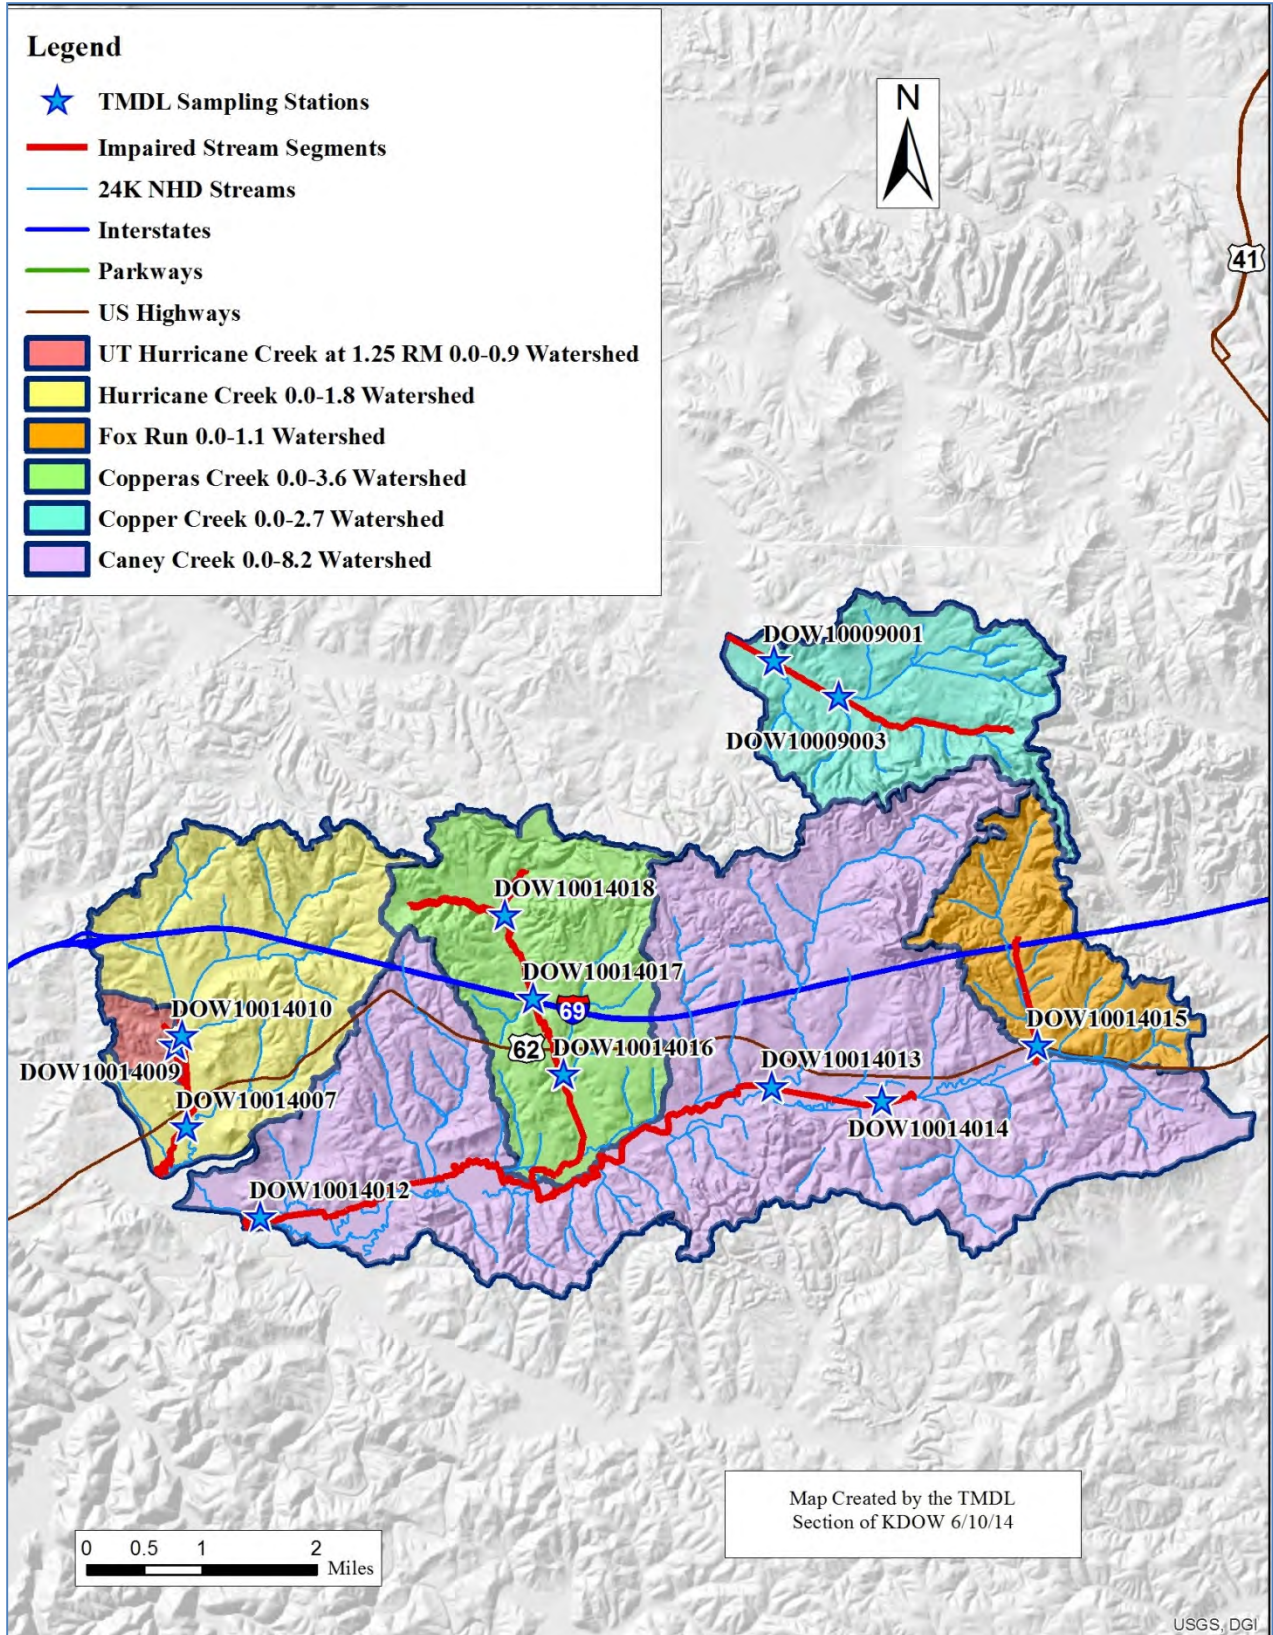 Legend
TMDL Sampling Stations
Impaired Stream Segments
24K NHD Streams
Interstates
Parkways
US Highways
UT Hurricane Creek at 1.25 RM 0.0-0.9 Watershed
Hurricane Creek 0.0-1.8 Watershed
Fox Run 0.0-1.1 Watershed
Copperas Creek 0.0-3.6 Watershed
Copper Creek 0.0-2.7 Watershed
Caney Creek 0.0-8.2 Watershed
N
41
DOW10009001
DOW10009003
DOW10014018
DOW10014017
69
DOW10014010
DOW10014015
62
DOW10014016
DOW10014013
DOW10014009
DOW10014007
DOW10014014
DOW10014012
Map Created by the TMDL
Section of KDOW 6/10/14
0 0.5 1 2
Miles
USGS, DGI